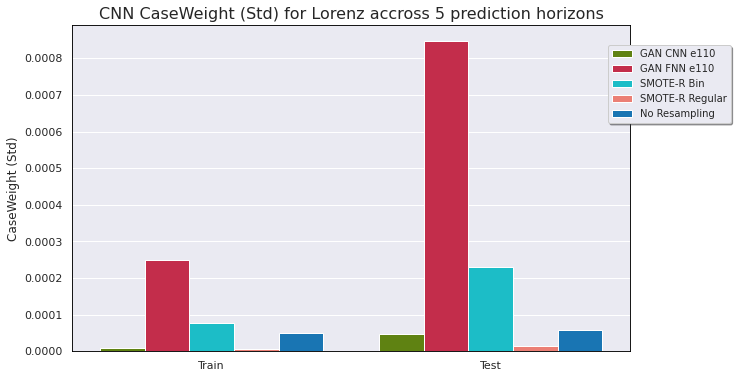 CNN CaseWeight (Std) for Lorenz accross 5 prediction horizons
GAN CNN e110
GAN FNN e110
SMOTE-R Bin
SMOTE-R Regular
No Resampling
CaseWeight (Std)
0.0008
0.0007
0.0006
0.0005
0.0004
0.0003
0.0002
0.0001
0.0000
Train
Test